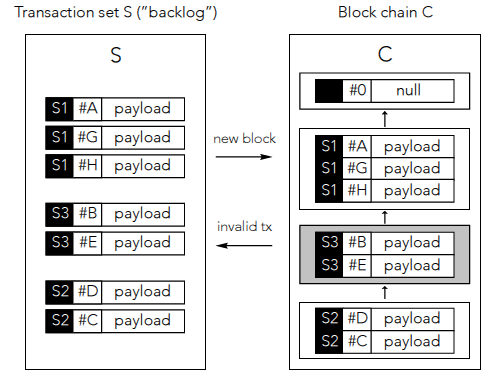 Transaction set S ("backlog")
S
S1 #A payload
S1 #G payload
S1 #H payload
S3 #B payload
S3 #E payload
S2 #D payload
S2 #C payload
new block
invalid tx
Block chain C
C
#0 null
S1 #A payload
S1 #G payload
S1 #H payload
S3 #B payload
S3 #E payload
S2 #D payload
S2 #C payload